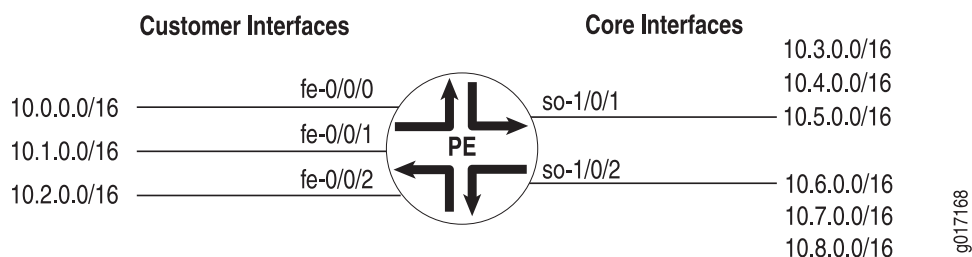 Customer Interfaces
Core Interfaces
10.0.0.0/16
fe-0/0/0
10.1.0.0/16
fe-0/0/1
10.2.0.0/16
fe-0/0/2
PE
so-1/0/1
10.3.0.0/16
10.4.0.0/16
10.5.0.0/16
so-1/0/2
10.6.0.0/16
10.7.0.0/16
10.8.0.0/16
g017168